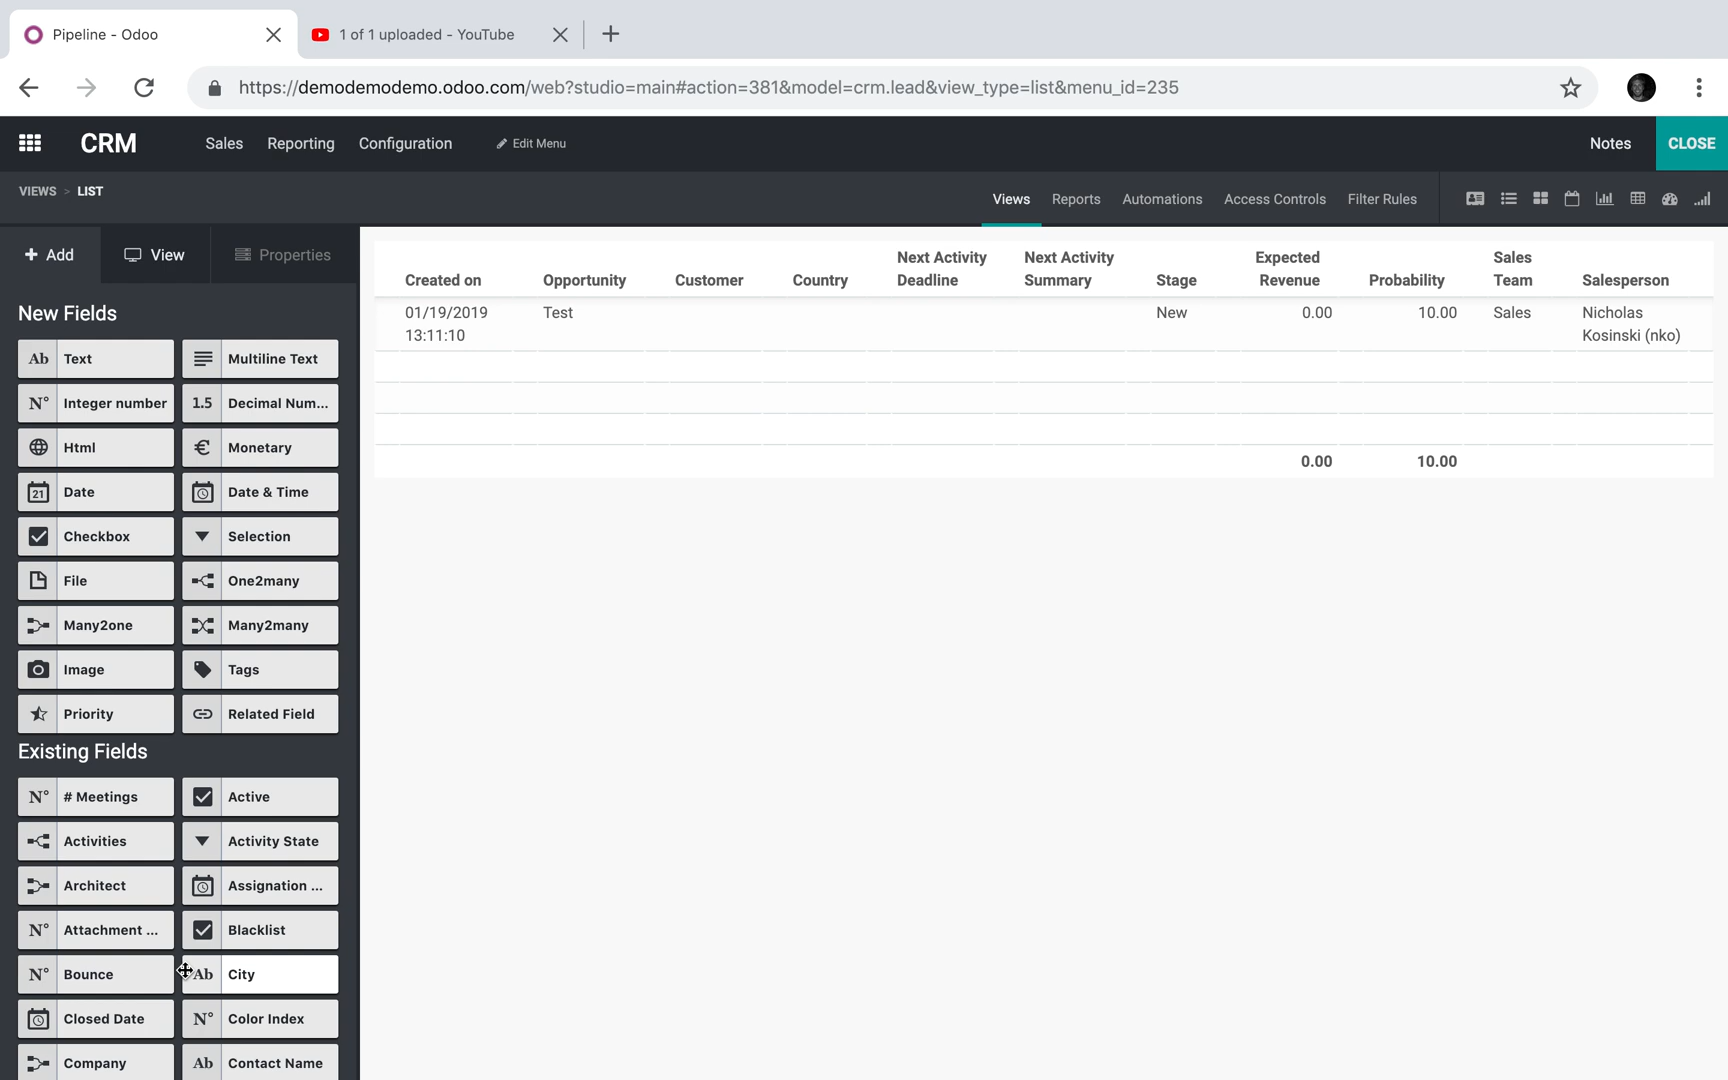 Pipeline - Odoo
1 of 1 uploaded - YouTube
https://demodemodemo.odoo.com/web?studio=main#action=381&model=crm.lead&view_type=list&menu_id=235
CRM
Sales
Reporting
Configuration
Edit Menu
Notes
CLOSE
VIEWS > LIST
Views
Reports
Automations
Access Controls
Filter Rules
+ Add
View
Properties
New Fields
Ab Text
Multiline Text
N° Integer number
1.5 Decimal Num...
Html
€ Monetary
21 Date
Date & Time
Checkbox
Selection
File
One2many
Many2one
Many2many
Image
Tags
Priority
Related Field
Existing Fields
N° # Meetings
Active
Activities
Activity State
Architect
Assignation ...
N° Attachment ...
Blacklist
N° Bounce
Ab City
Closed Date
N° Color Index
Company
Ab Contact Name
Created on
Opportunity
Customer
Country
Next Activity
Deadline
Next Activity
Summary
Stage
Expected
Revenue
Probability
Sales
Team
Salesperson
01/19/2019
13:11:10
Test
New
0.00
10.00
Sales
Nicholas
Kosinski (nko)
0.00
10.00